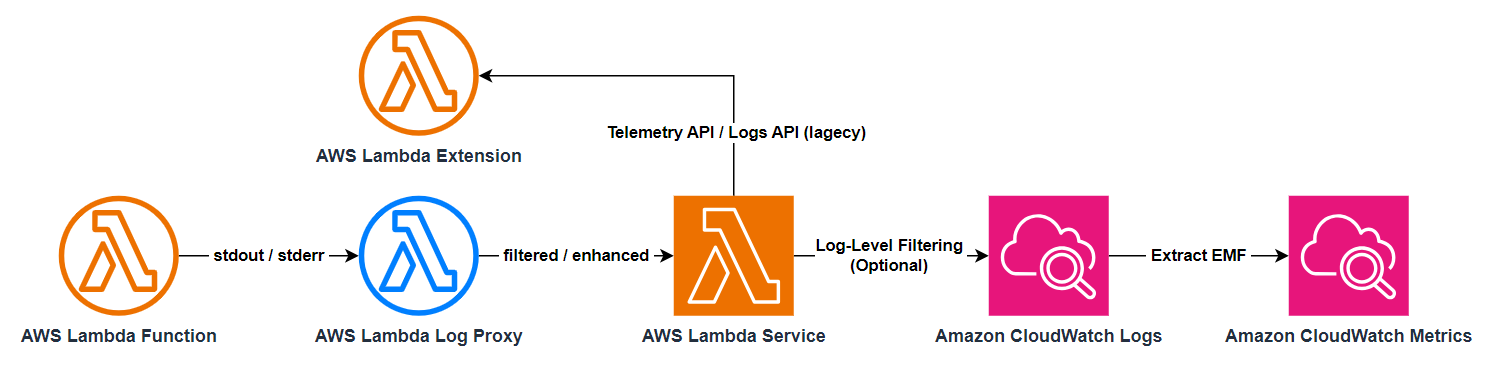 Telemetry API / Logs API (lagecy)
AWS Lambda Extension
stdout / stderr
filtered / enhanced
Log-Level Filtering
(Optional)
Extract EMF
AWS Lambda Function
AWS Lambda Log Proxy
AWS Lambda Service
Amazon CloudWatch Logs
Amazon CloudWatch Metrics